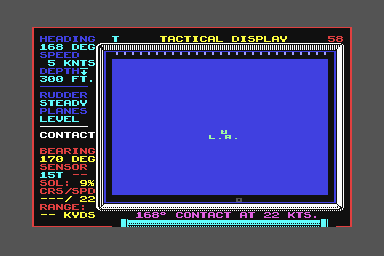 HEADING T TACTICAL DISPLAY 58
168 DEG
SPEED
5 KNTS
DEPTH
300 FT.
RUDDER
STEADY
PLANES
LEVEL
CONTACT
L.A.
BEARING
170 DEG
SENSOR
1ST --
SOL: 9%
CRS/SPD
---/ 22
RANGE:
-- KYDS
168° CONTACT AT 22 KTS.